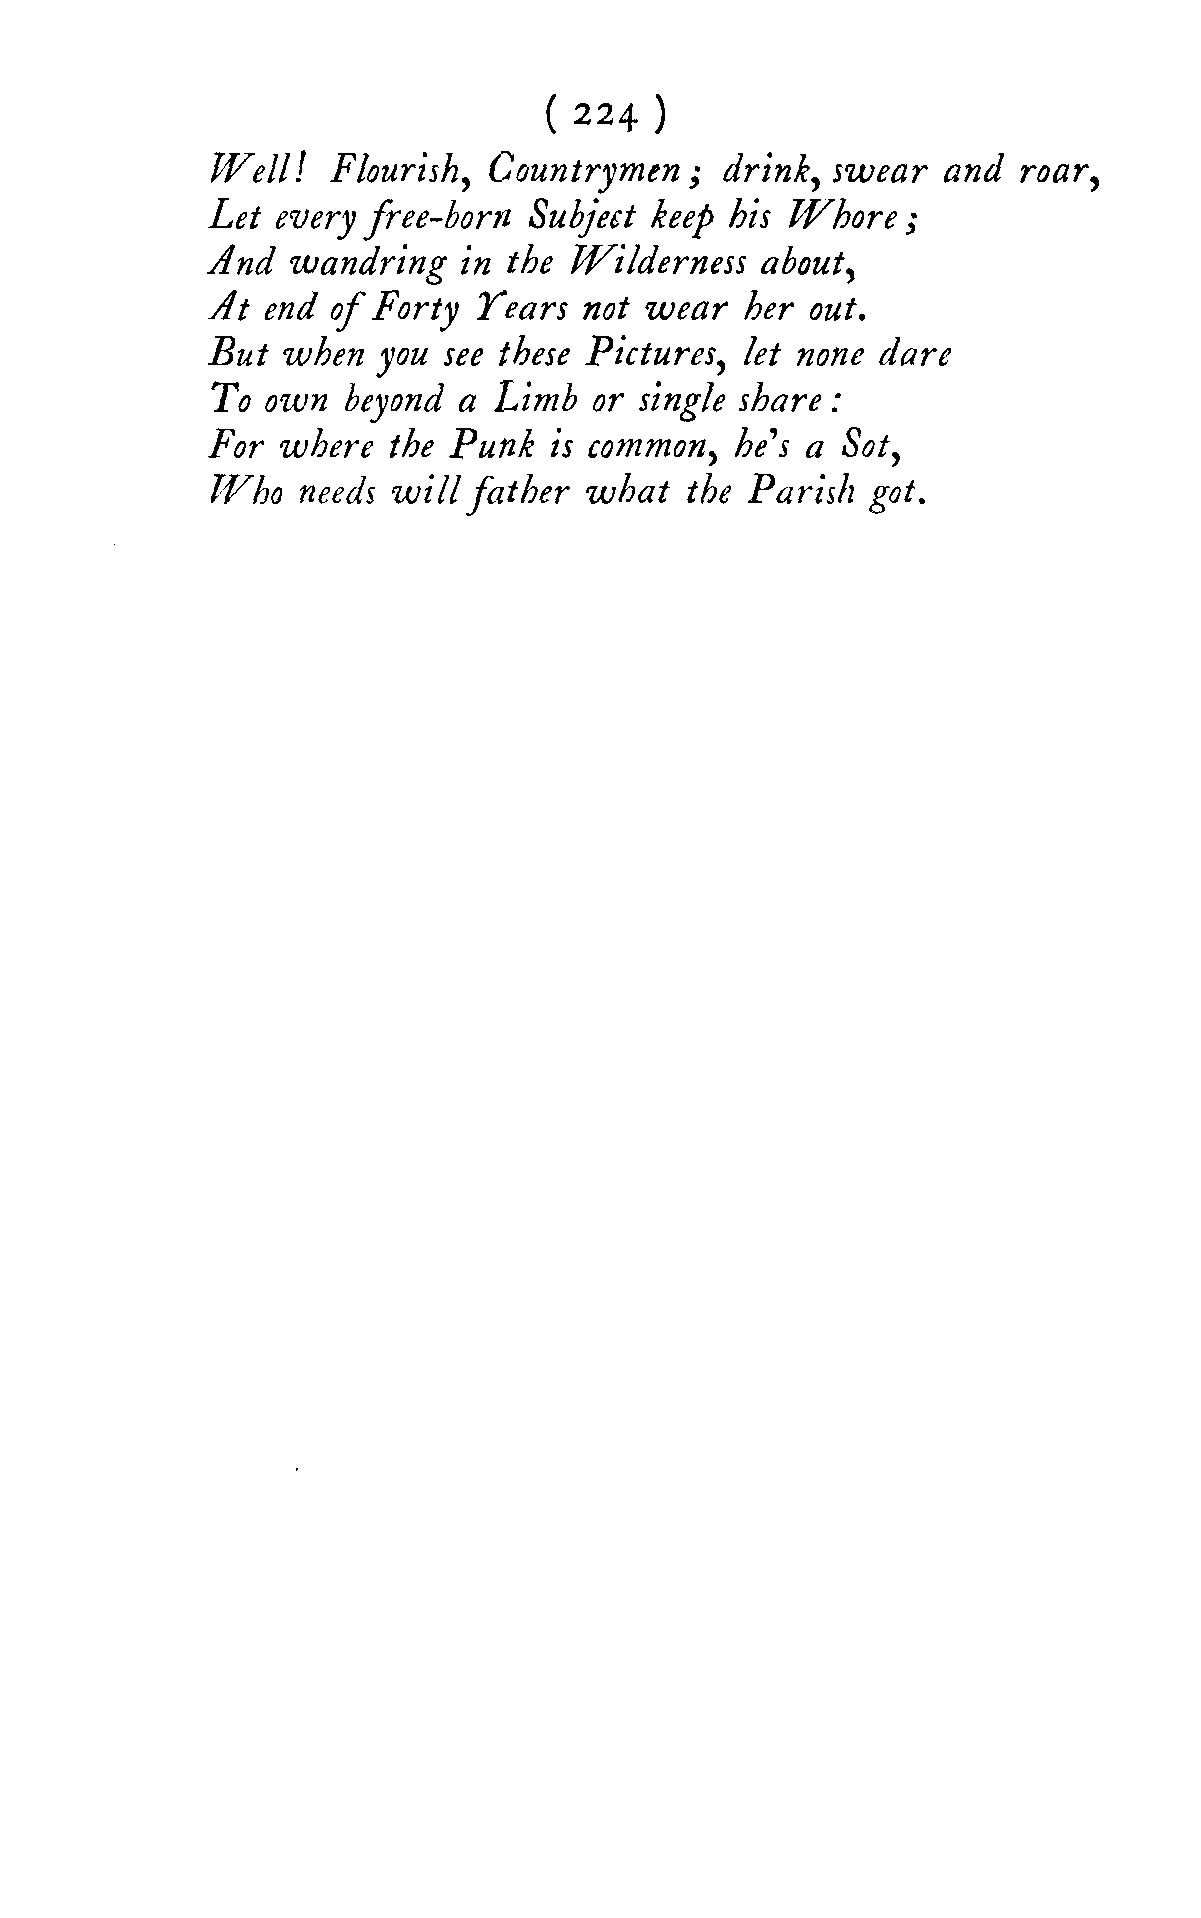 ( 224 )
Well! Flourish, Countrymen; drink, swear and roar,
Let every free-born Subject keep his Whore;
And wandring in the Wilderness about,
At end of Forty Years not wear her out.
But when you see these Pictures, let none dare
To own beyond a Limb or single share:
For where the Punk is common, he's a Sot,
Who needs will father what the Parish got.